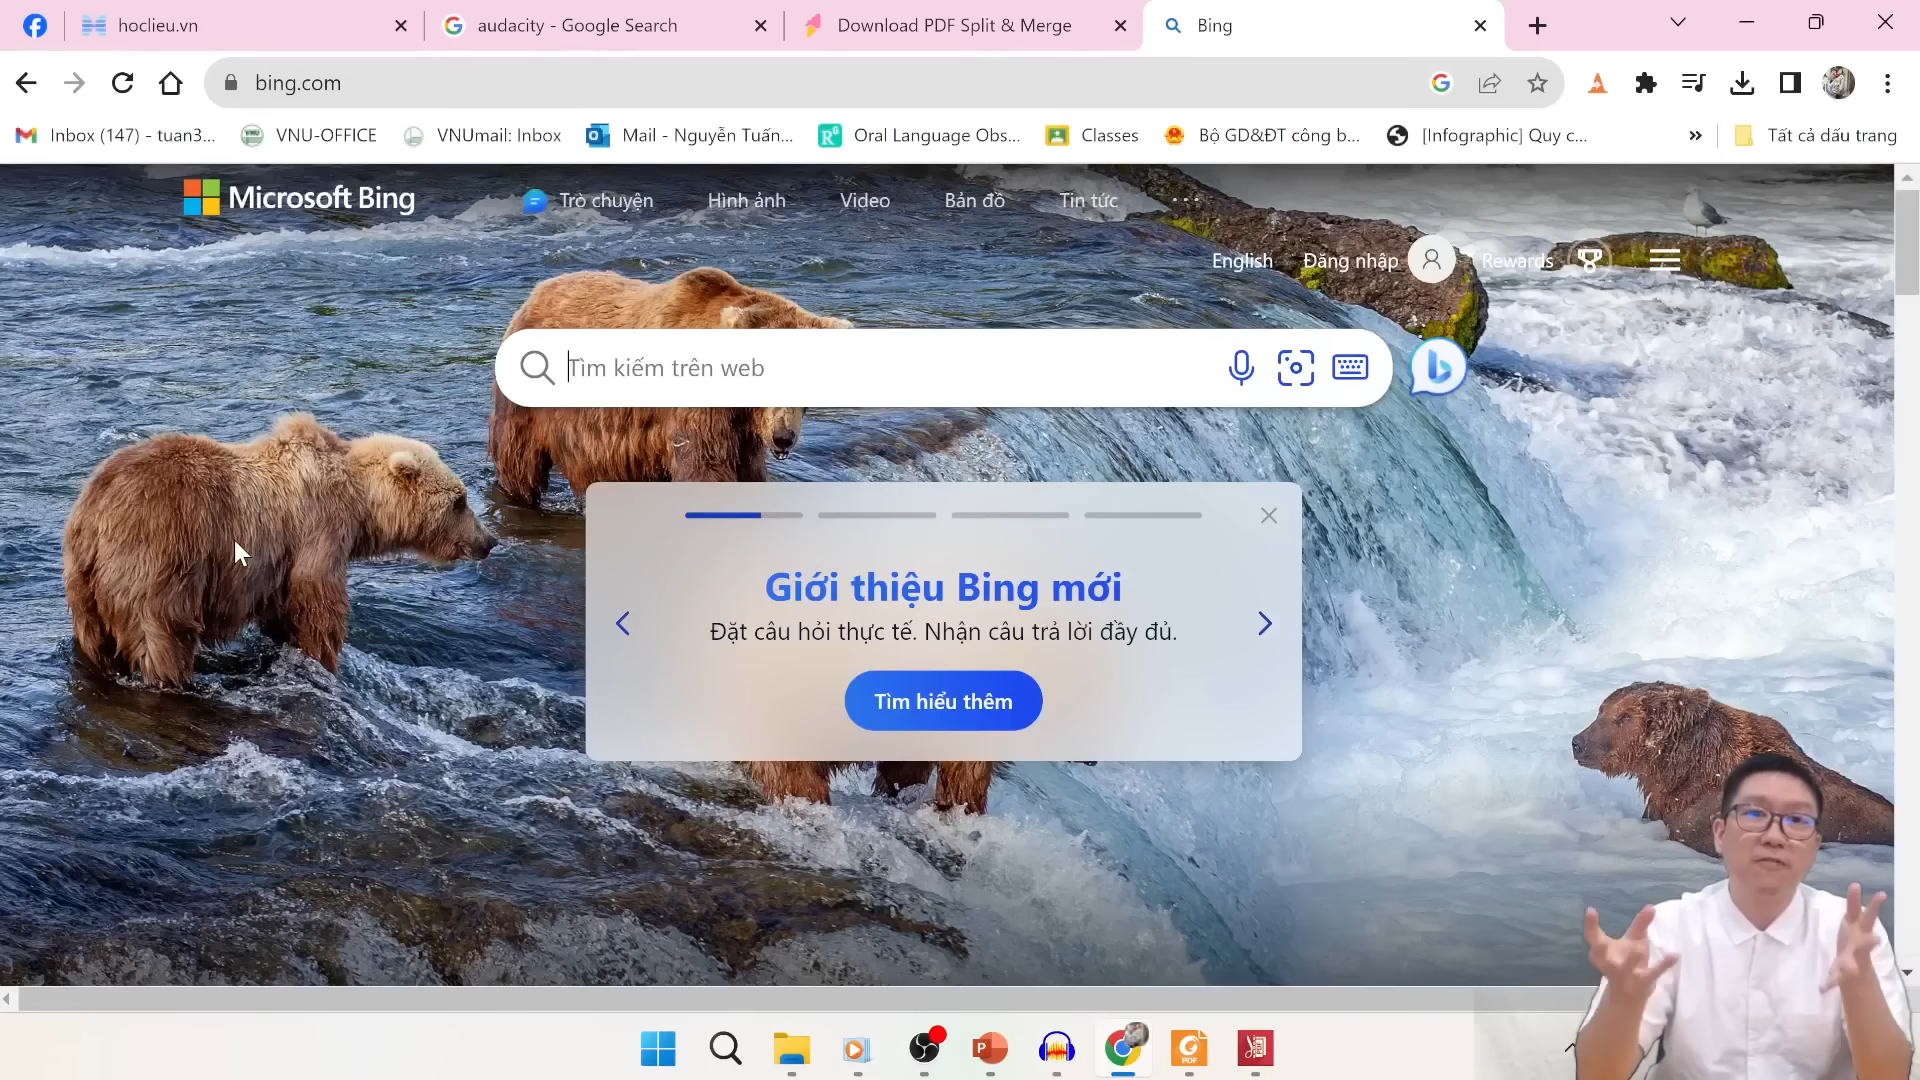 hoclieu.vn
audacity - Google Search
Download PDF Split & Merge
Bing
bing.com
Inbox (147) - tuan3...
VNU-OFFICE
VNUmail: Inbox
Mail - Nguyễn Tuấn...
Oral Language Obs...
Classes
Bộ GD&ĐT công b...
[Infographic] Quy c...
Tất cả dấu trang
Microsoft Bing
Trò chuyện
Hình ảnh
Video
Bản đồ
Tin tức
English
Đăng nhập
Rewards
Tìm kiếm trên web
Giới thiệu Bing mới
Đặt câu hỏi thực tế. Nhận câu trả lời đầy đủ.
Tìm hiểu thêm